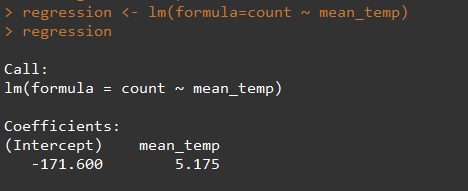 > regression <- lm(formula=count ~ mean_temp)
> regression
Call:
lm(formula = count ~ mean_temp)
Coefficients:
(Intercept)    mean_temp
   -171.600        5.175